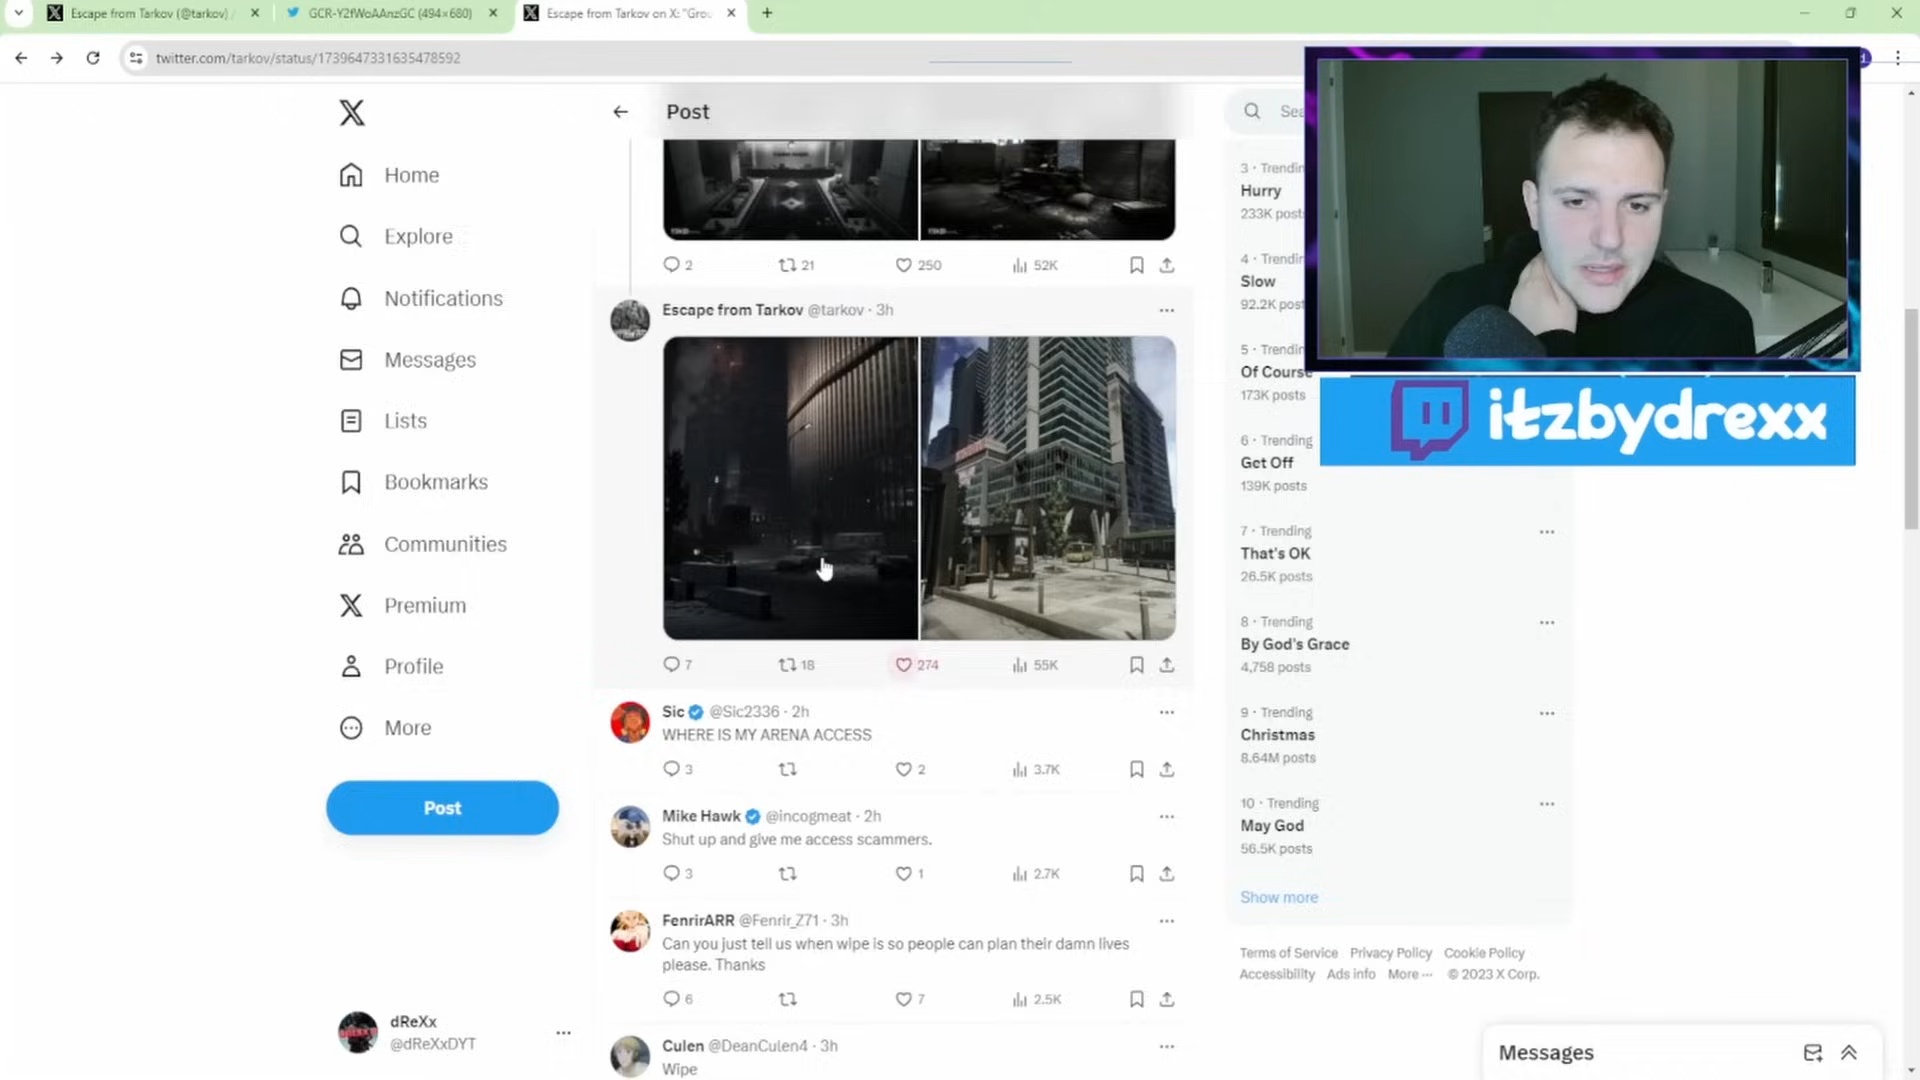 Escape from Tarkov (@tarkov) /
GCR-Y2fWoAAnzGC (494×680)
Escape from Tarkov on X: "Grou
twitter.com/tarkov/status/1739647331635478592
Home
Explore
Notifications
Messages
Lists
Bookmarks
Communities
Premium
Profile
More
Post
dReXx
@dReXxDYT
Post
2 21 250 52K
Escape from Tarkov @tarkov · 3h
7 18 274 55K
Sic @Sic2336 · 2h
WHERE IS MY ARENA ACCESS
3 2 3.7K
Mike Hawk @incogmeat · 2h
Shut up and give me access scammers.
3 1 2.7K
FenrirARR @Fenrir_Z71 · 3h
Can you just tell us when wipe is so people can plan their damn lives
please. Thanks
6 7 2.5K
Culen @DeanCulen4 · 3h
Wipe
Sea
3 · Trendin
Hurry
233K posts
4 · Trendin
Slow
92.2K pos
5 · Trendin
Of Course
173K posts
6 · Trending
Get Off
139K posts
7 · Trending
That's OK
26.5K posts
8 · Trending
By God's Grace
4,758 posts
9 · Trending
Christmas
8.64M posts
10 · Trending
May God
56.5K posts
Show more
Terms of Service Privacy Policy Cookie Policy
Accessibility Ads info More ··· © 2023 X Corp.
itzbydrexx
Messages